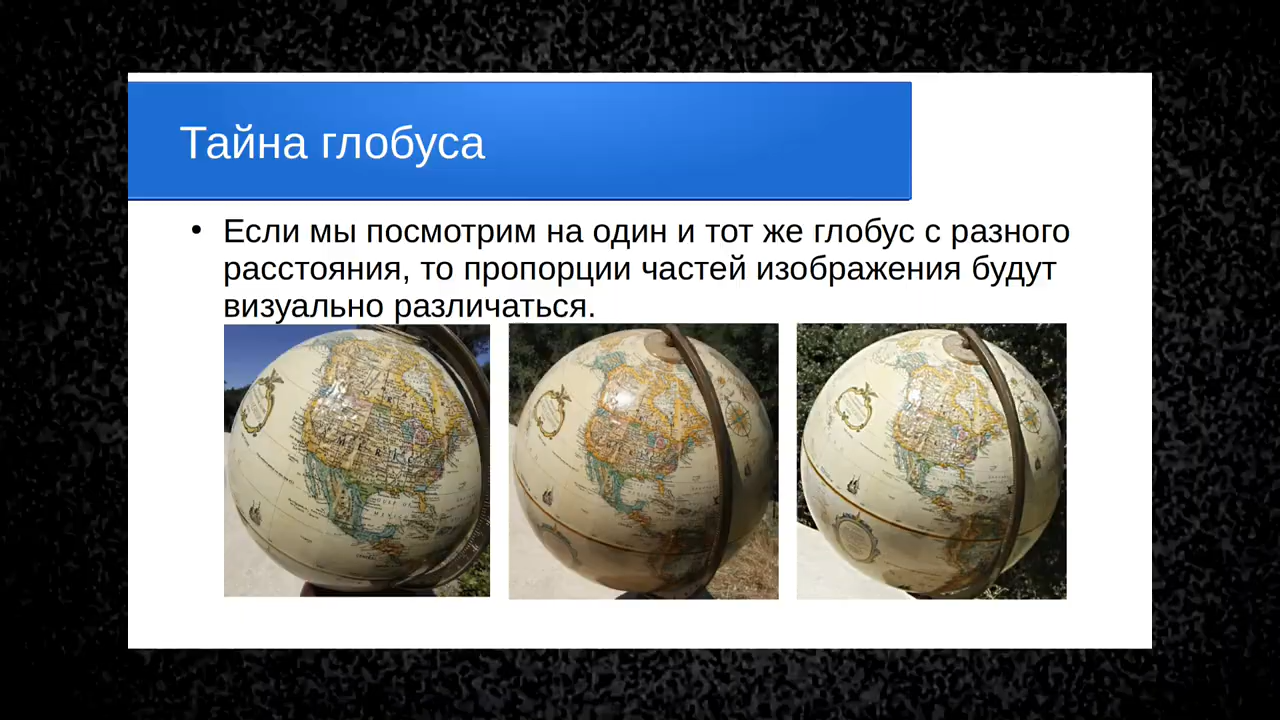 Тайна глобуса
• Если мы посмотрим на один и тот же глобус с разного
расстояния, то пропорции частей изображения будут
визуально различаться.